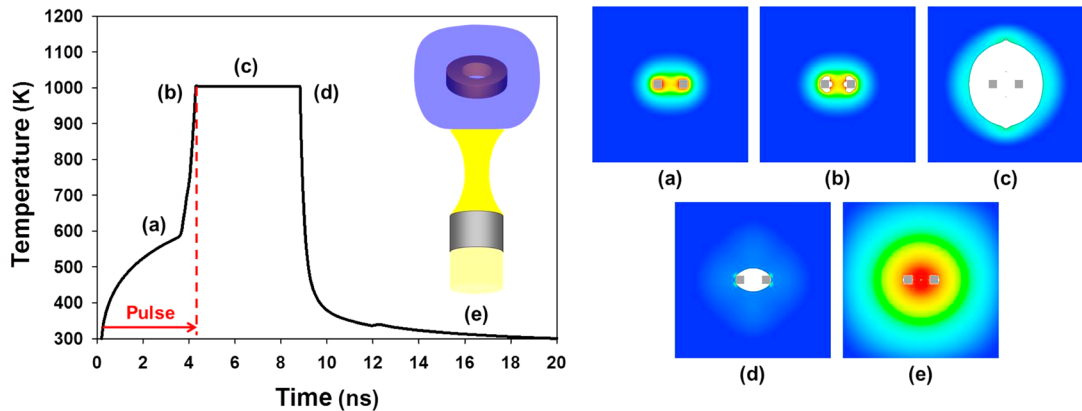 1200
1100
1000
900
800
700
600
500
400
300
Temperature (K)
(a)
(b)
(c)
(d)
(e)
Pulse
0 2 4 6 8 10 12 14 16 18 20
Time (ns)
(a) (b) (c)
(d) (e)